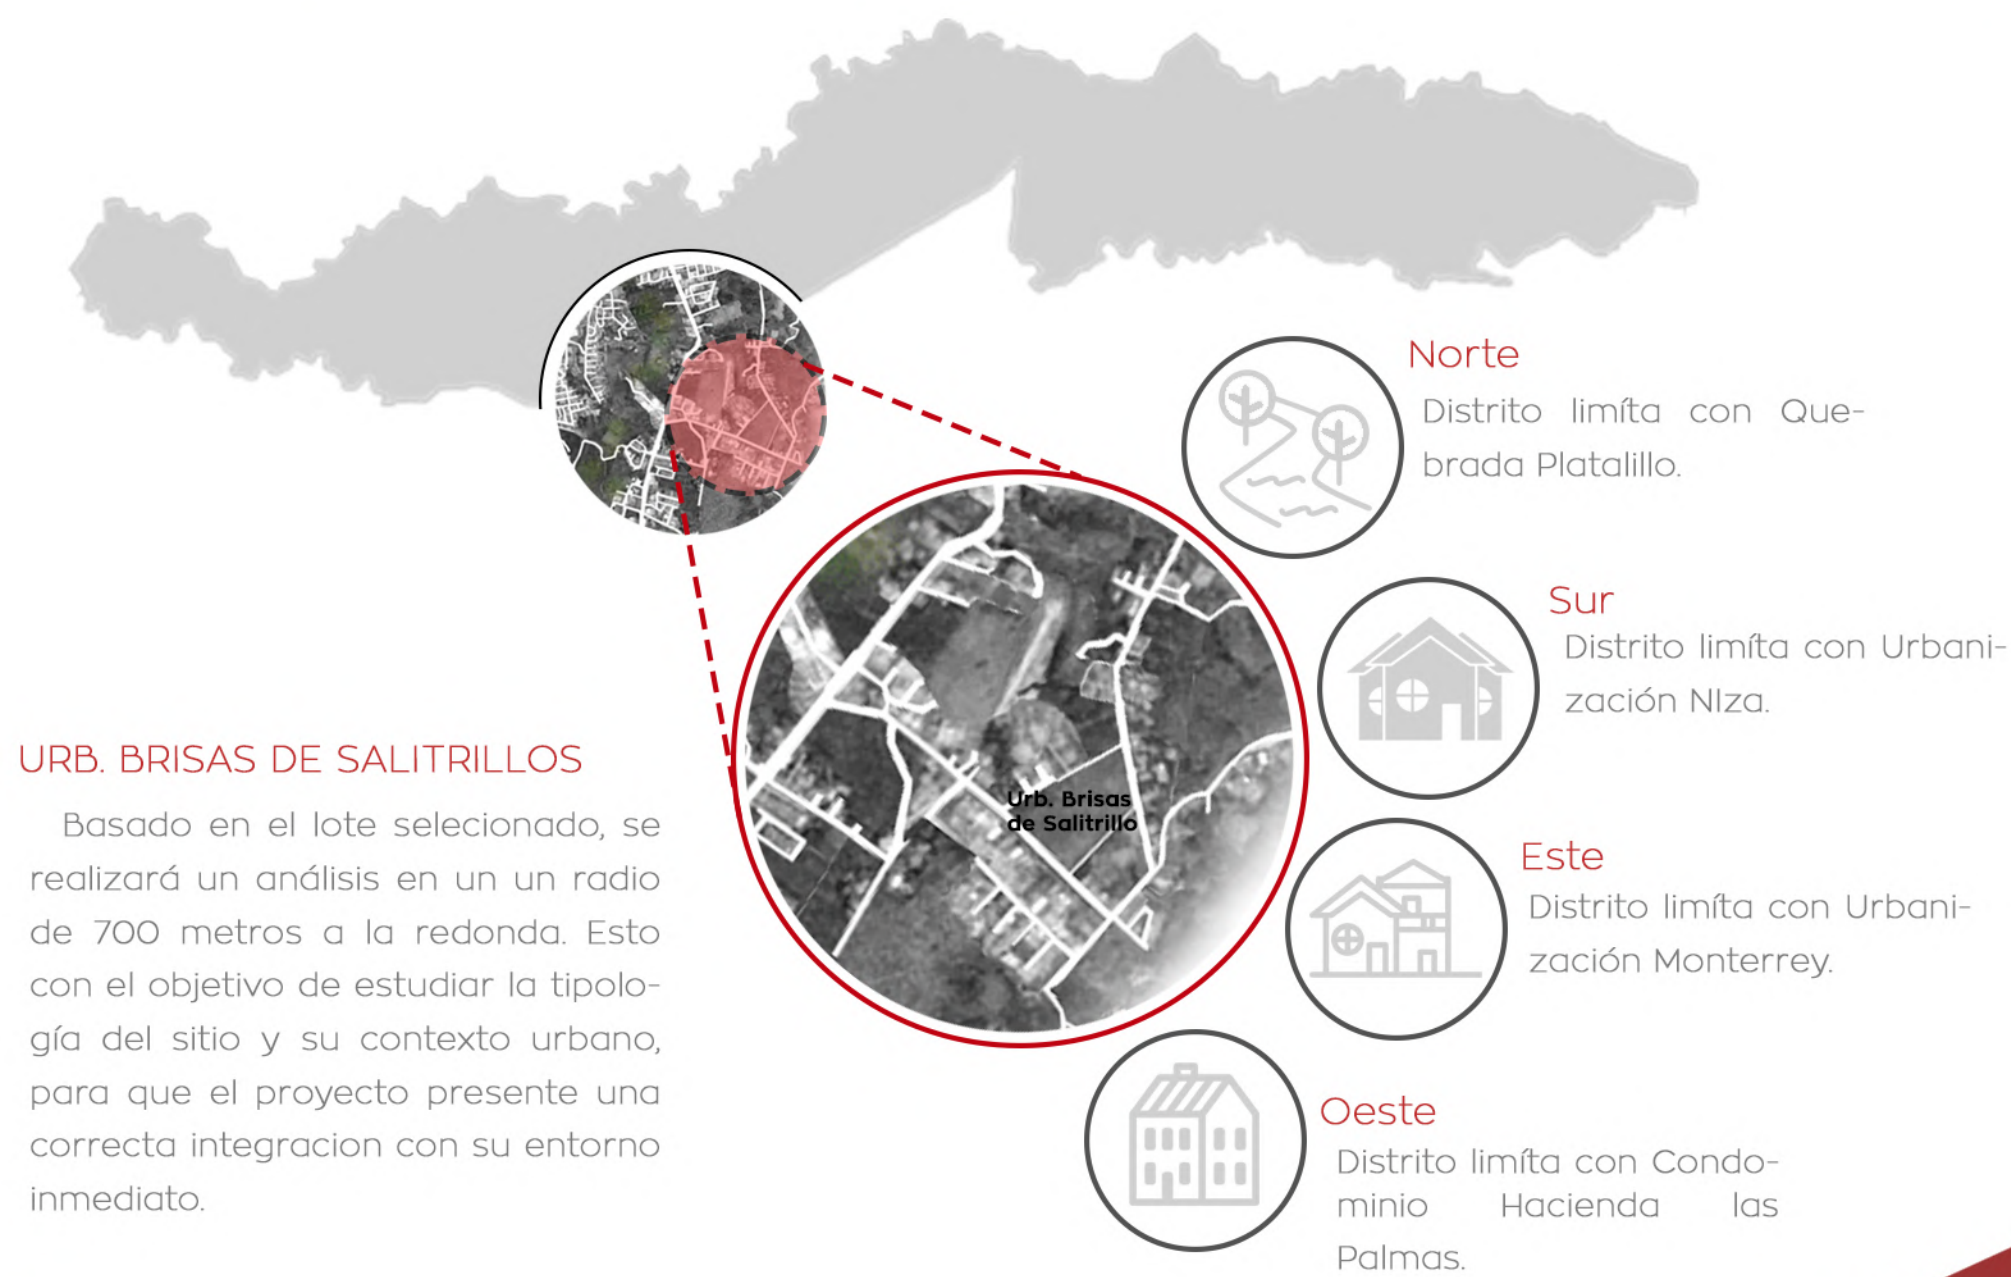 Norte
Distrito limíta con Que-
brada Platalillo.
Sur
Distrito limíta con Urbani-
zación NIza.
URB. BRISAS DE SALITRILLOS
Basado en el lote selecionado, se
realizará un análisis en un un radio
de 700 metros a la redonda. Esto
con el objetivo de estudiar la tipolo-
gía del sitio y su contexto urbano,
para que el proyecto presente una
correcta integracion con su entorno
inmediato.
Urb. Brisas
de Salitrillo
Este
Distrito limíta con Urbani-
zación Monterrey.
Oeste
Distrito limíta con Condo-
minio Hacienda las
Palmas.